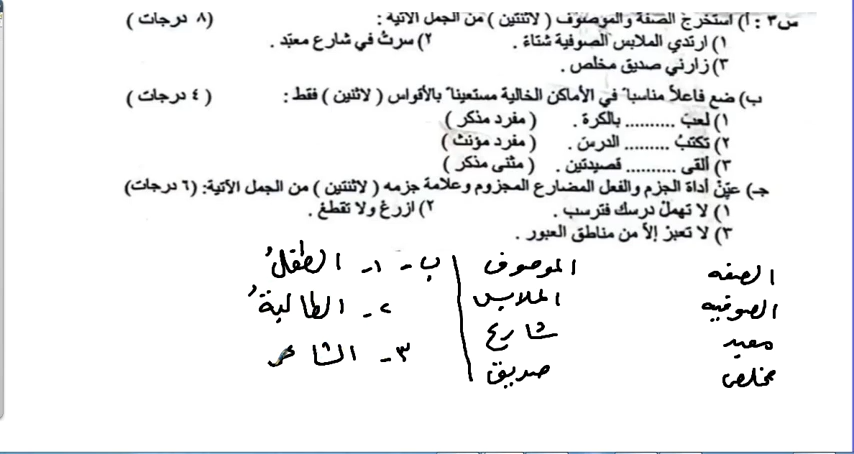 س٣ : أ) استخرج الصفة والموصوف ( لاثنتين ) من الجمل الآتية : (٨ درجات )
١) ارتدي الملابس الصوفية شتاءً . ٢) سرتُ في شارع معبّد .
٣) زارني صديق مخلص .
ب) ضع فاعلاً مناسباً في الأماكن الخالية مستعيناً بالأقواس ( لاثنين ) فقط : ( ٤ درجات )
١) لعبَ .......... بالكرة . ( مفرد مذكر )
٢) تكتبُ ......... الدرسَ . ( مفرد مؤنث )
٣) ألقى .......... قصيدتين . ( مثنى مذكر )
جـ) عيّنْ أداة الجزم والفعل المضارع المجزوم وعلامة جزمه ( لاثنتين ) من الجمل الآتية: (٦ درجات)
١) لا تهملْ درسك فترسب . ٢) ازرعْ ولا تقطعْ .
٣) لا تعبرْ إلاّ من مناطق العبور .
الصفه الموصوف ب - ١- الطفلُ
الصوفيه الملابس ٢- الطالبةُ
معبد شارع ٣- الشاعر
مخلص صديق